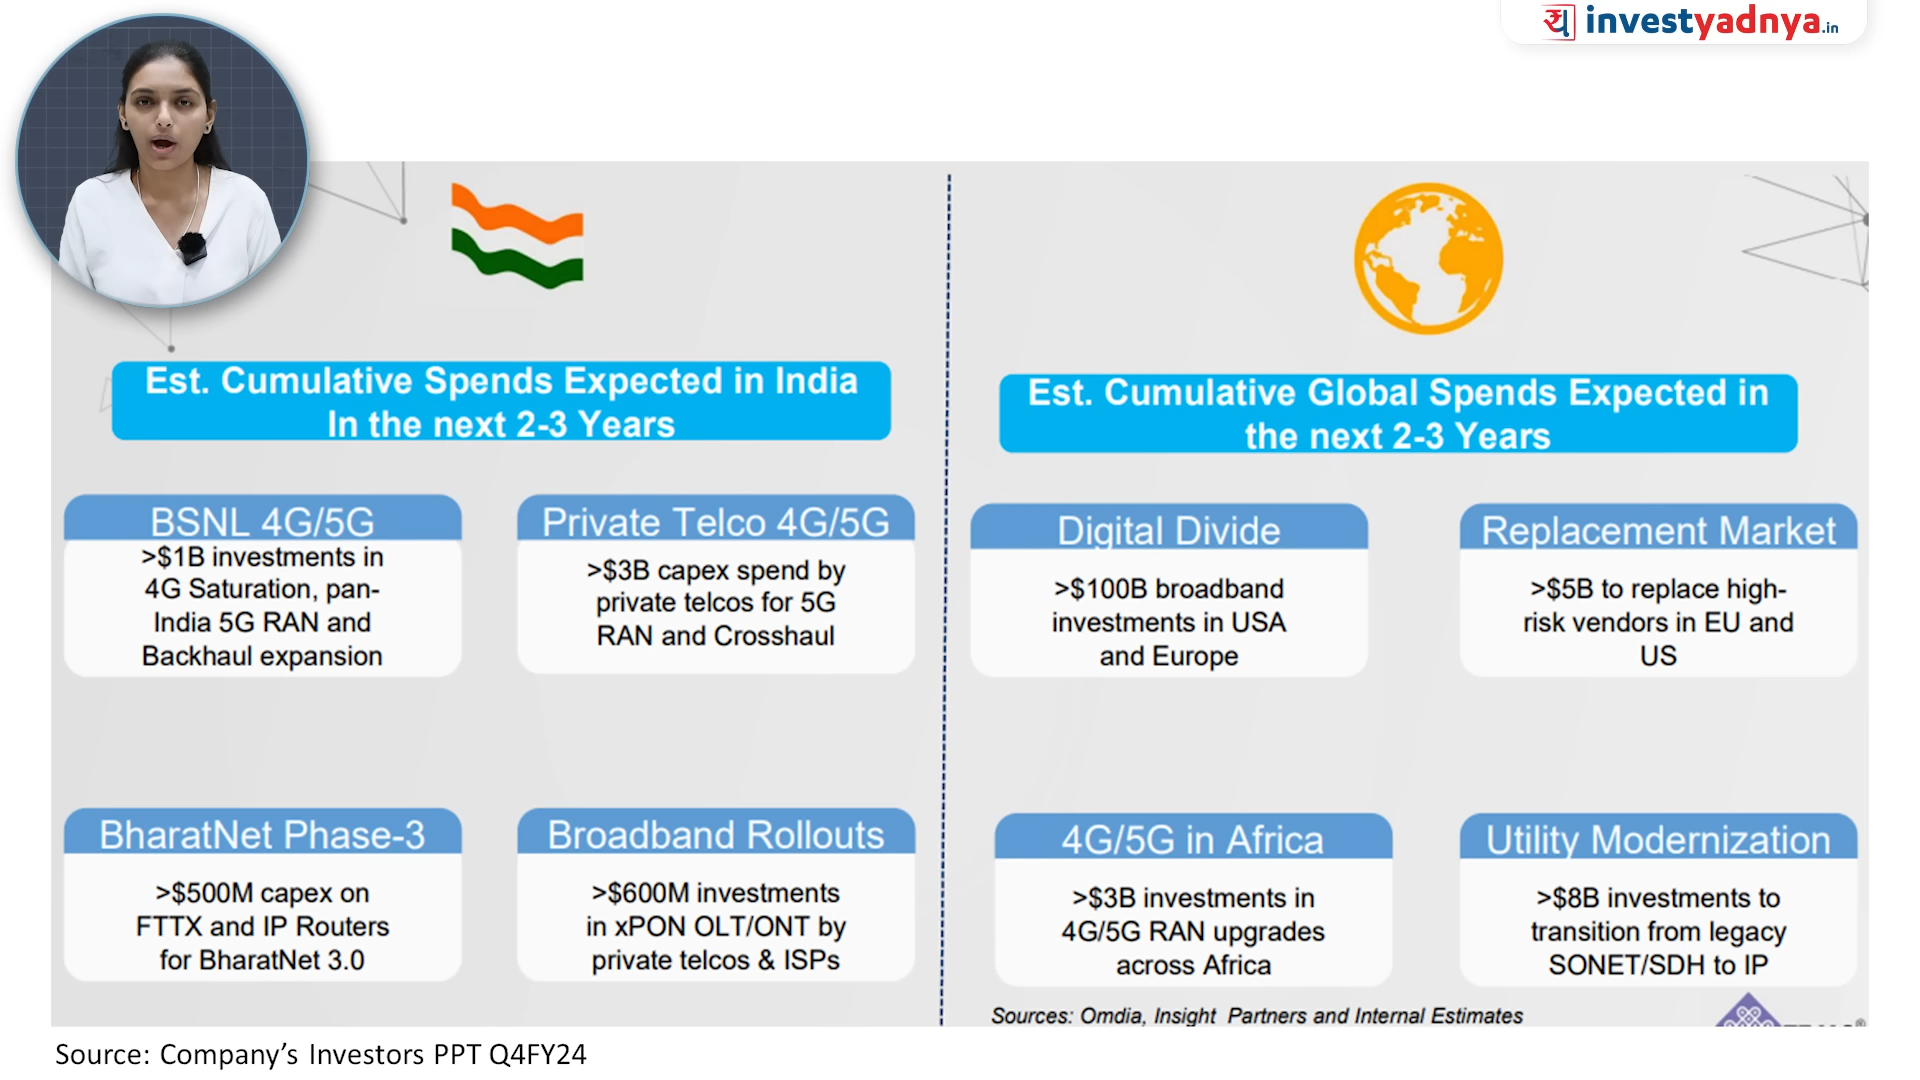 investyadnya.in
Est. Cumulative Spends Expected in India
In the next 2-3 Years
BSNL 4G/5G
>$1B investments in
4G Saturation, pan-
India 5G RAN and
Backhaul expansion
Private Telco 4G/5G
>$3B capex spend by
private telcos for 5G
RAN and Crosshaul
BharatNet Phase-3
>$500M capex on
FTTX and IP Routers
for BharatNet 3.0
Broadband Rollouts
>$600M investments
in xPON OLT/ONT by
private telcos & ISPs
Est. Cumulative Global Spends Expected in
the next 2-3 Years
Digital Divide
>$100B broadband
investments in USA
and Europe
Replacement Market
>$5B to replace high-
risk vendors in EU and
US
4G/5G in Africa
>$3B investments in
4G/5G RAN upgrades
across Africa
Utility Modernization
>$8B investments to
transition from legacy
SONET/SDH to IP
Sources: Omdia, Insight Partners and Internal Estimates
Source: Company’s Investors PPT Q4FY24